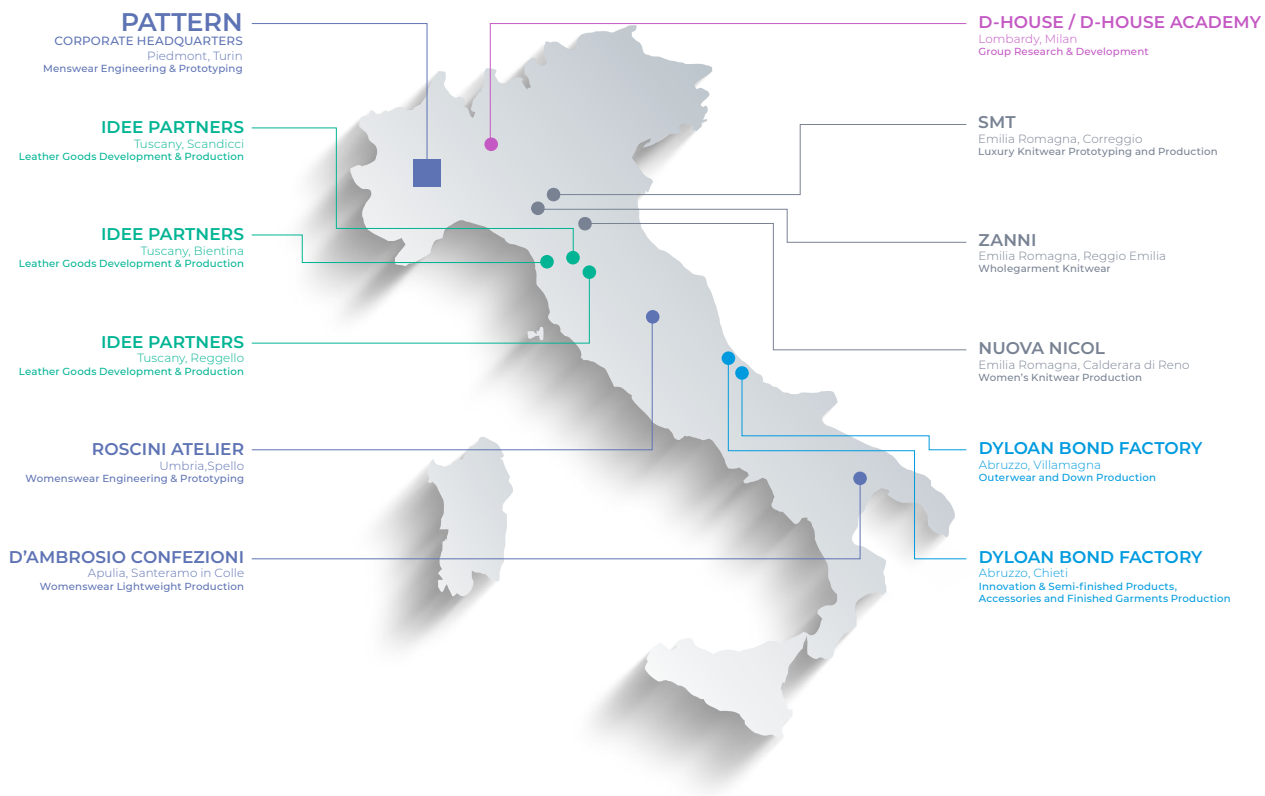 PATTERN
CORPORATE HEADQUARTERS
Piedmont, Turin
Menswear Engineering & Prototyping
IDEE PARTNERS
Tuscany, Scandicci
Leather Goods Development & Production
IDEE PARTNERS
Tuscany, Bientina
Leather Goods Development & Production
IDEE PARTNERS
Tuscany, Reggello
Leather Goods Development & Production
ROSCINI ATELIER
Umbria,Spello
Womenswear Engineering & Prototyping
D’AMBROSIO CONFEZIONI
Apulia, Santeramo in Colle
Womenswear Lightweight Production
D-HOUSE / D-HOUSE ACADEMY
Lombardy, Milan
Group Research & Development
SMT
Emilia Romagna, Correggio
Luxury Knitwear Prototyping and Production
ZANNI
Emilia Romagna, Reggio Emilia
Wholegarment Knitwear
NUOVA NICOL
Emilia Romagna, Calderara di Reno
Women’s Knitwear Production
DYLOAN BOND FACTORY
Abruzzo, Villamagna
Outerwear and Down Production
DYLOAN BOND FACTORY
Abruzzo, Chieti
Innovation & Semi-finished Products,
Accessories and Finished Garments Production